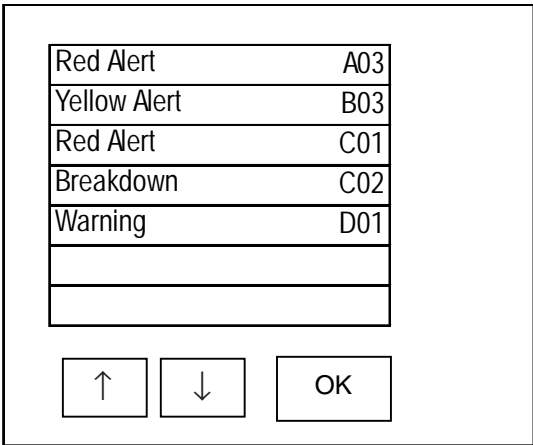 Red Alert A03
Yellow Alert B03
Red Alert C01
Breakdown C02
Warning D01
↑ ↓ OK